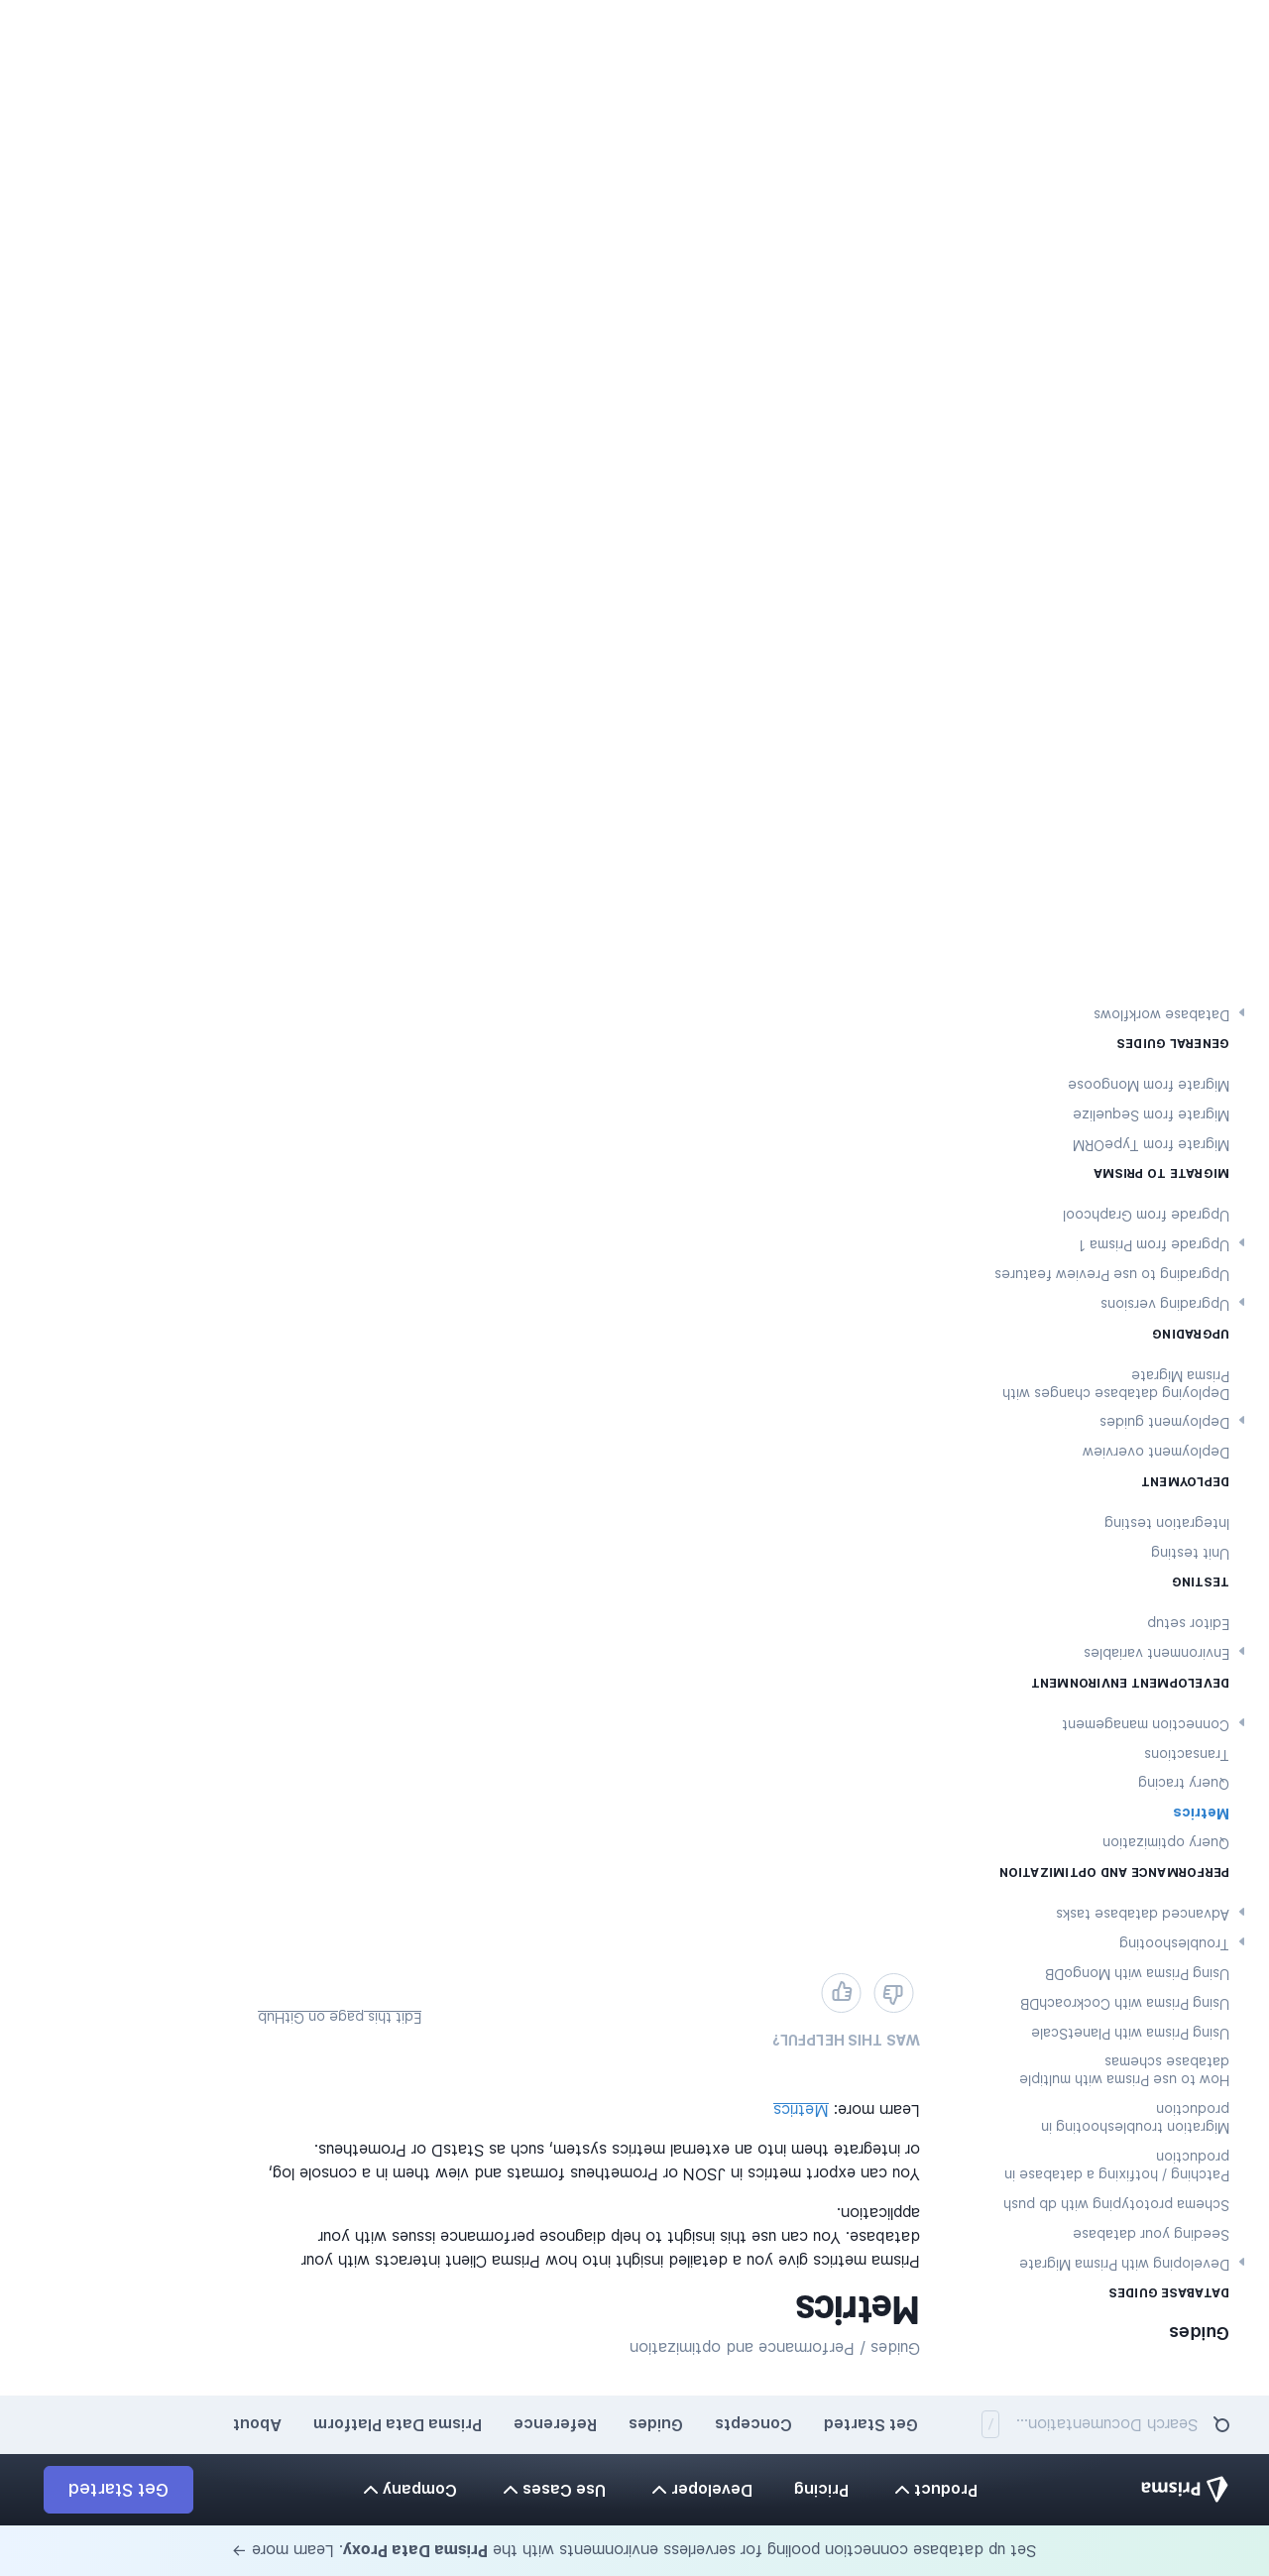 Set up database connection pooling for serverless environments with the Prisma Data Proxy. Learn more →
Prisma
Product
Pricing
Developer
Use Cases
Company
Get Started
Search Documentation...
/
Get Started
Concepts
Guides
Reference
Prisma Data Platform
About
Guides
DATABASE GUIDES
Developing with Prisma Migrate
Seeding your database
Schema prototyping with db push
Patching / hotfixing a database in
production
Migration troubleshooting in
production
How to use Prisma with multiple
database schemas
Using Prisma with PlanetScale
Using Prisma with CockroachDB
Using Prisma with MongoDB
Troubleshooting
Advanced database tasks
PERFORMANCE AND OPTIMIZATION
Query optimization
Metrics
Query tracing
Transactions
Connection management
DEVELOPMENT ENVIRONMENT
Environment variables
Editor setup
TESTING
Unit testing
Integration testing
DEPLOYMENT
Deployment overview
Deployment guides
Deploying database changes with
Prisma Migrate
UPGRADING
Upgrading versions
Upgrading to use Preview features
Upgrade from Prisma 1
Upgrade from Graphcool
MIGRATE TO PRISMA
Migrate from TypeORM
Migrate from Sequelize
Migrate from Mongoose
GENERAL GUIDES
Database workflows
Guides / Performance and optimization
Metrics
Prisma metrics give you a detailed insight into how Prisma Client interacts with your
database. You can use this insight to help diagnose performance issues with your
application.
You can export metrics in JSON or Prometheus formats and view them in a console log,
or integrate them into an external metrics system, such as StatsD or Prometheus.
Learn more: Metrics
WAS THIS HELPFUL?
Edit this page on GitHub